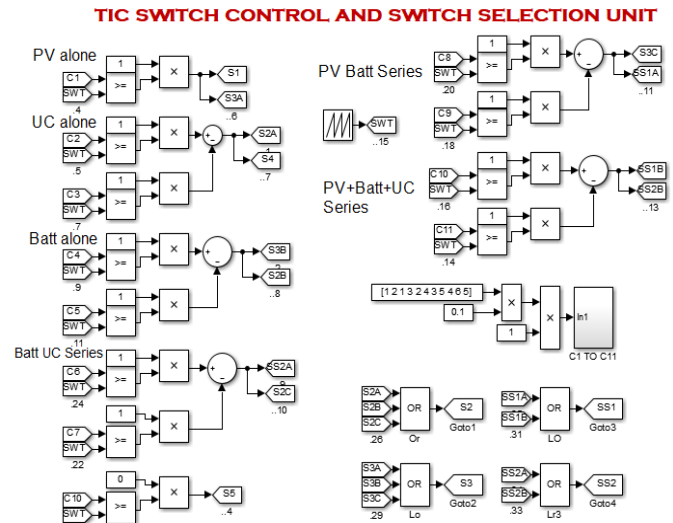 TIC SWITCH CONTROL AND SWITCH SELECTION UNIT
PV alone
C1
SWT
.4
1
>=
×
S1
S3A
..6
UC alone
C2
SWT
.5
1
>=
×
S2A
S4
..7
C3
SWT
.7
1
>=
×
Batt alone
C4
SWT
.9
1
>=
×
S3B
S2B
..8
C5
SWT
.11
1
>=
×
Batt UC Series
C6
SWT
.24
1
>=
×
SS2A
S2C
..10
C7
SWT
.22
1
>=
×
C10
SWT
0
>=
×
S5
..4
PV Batt Series
C8
SWT
.20
1
>=
×
S3C
SS1A
..11
C9
SWT
.18
1
>=
×
SWT
..15
PV+Batt+UC
Series
C10
SWT
.16
1
>=
×
SS1B
SS2B
..13
C11
SWT
.14
1
>=
×
[1 2 1 3 2 4 3 5 4 6 5]
0.1
×
1
×
In1
C1 TO C11
S2A
S2B
S2C
.26
OR
Or
S2
Goto1
SS1A
SS1B
.31
OR
LO
SS1
Goto3
S3A
S3B
S3C
.29
OR
Lo
S3
Goto2
SS2A
SS2B
.33
OR
Lr3
SS2
Goto4